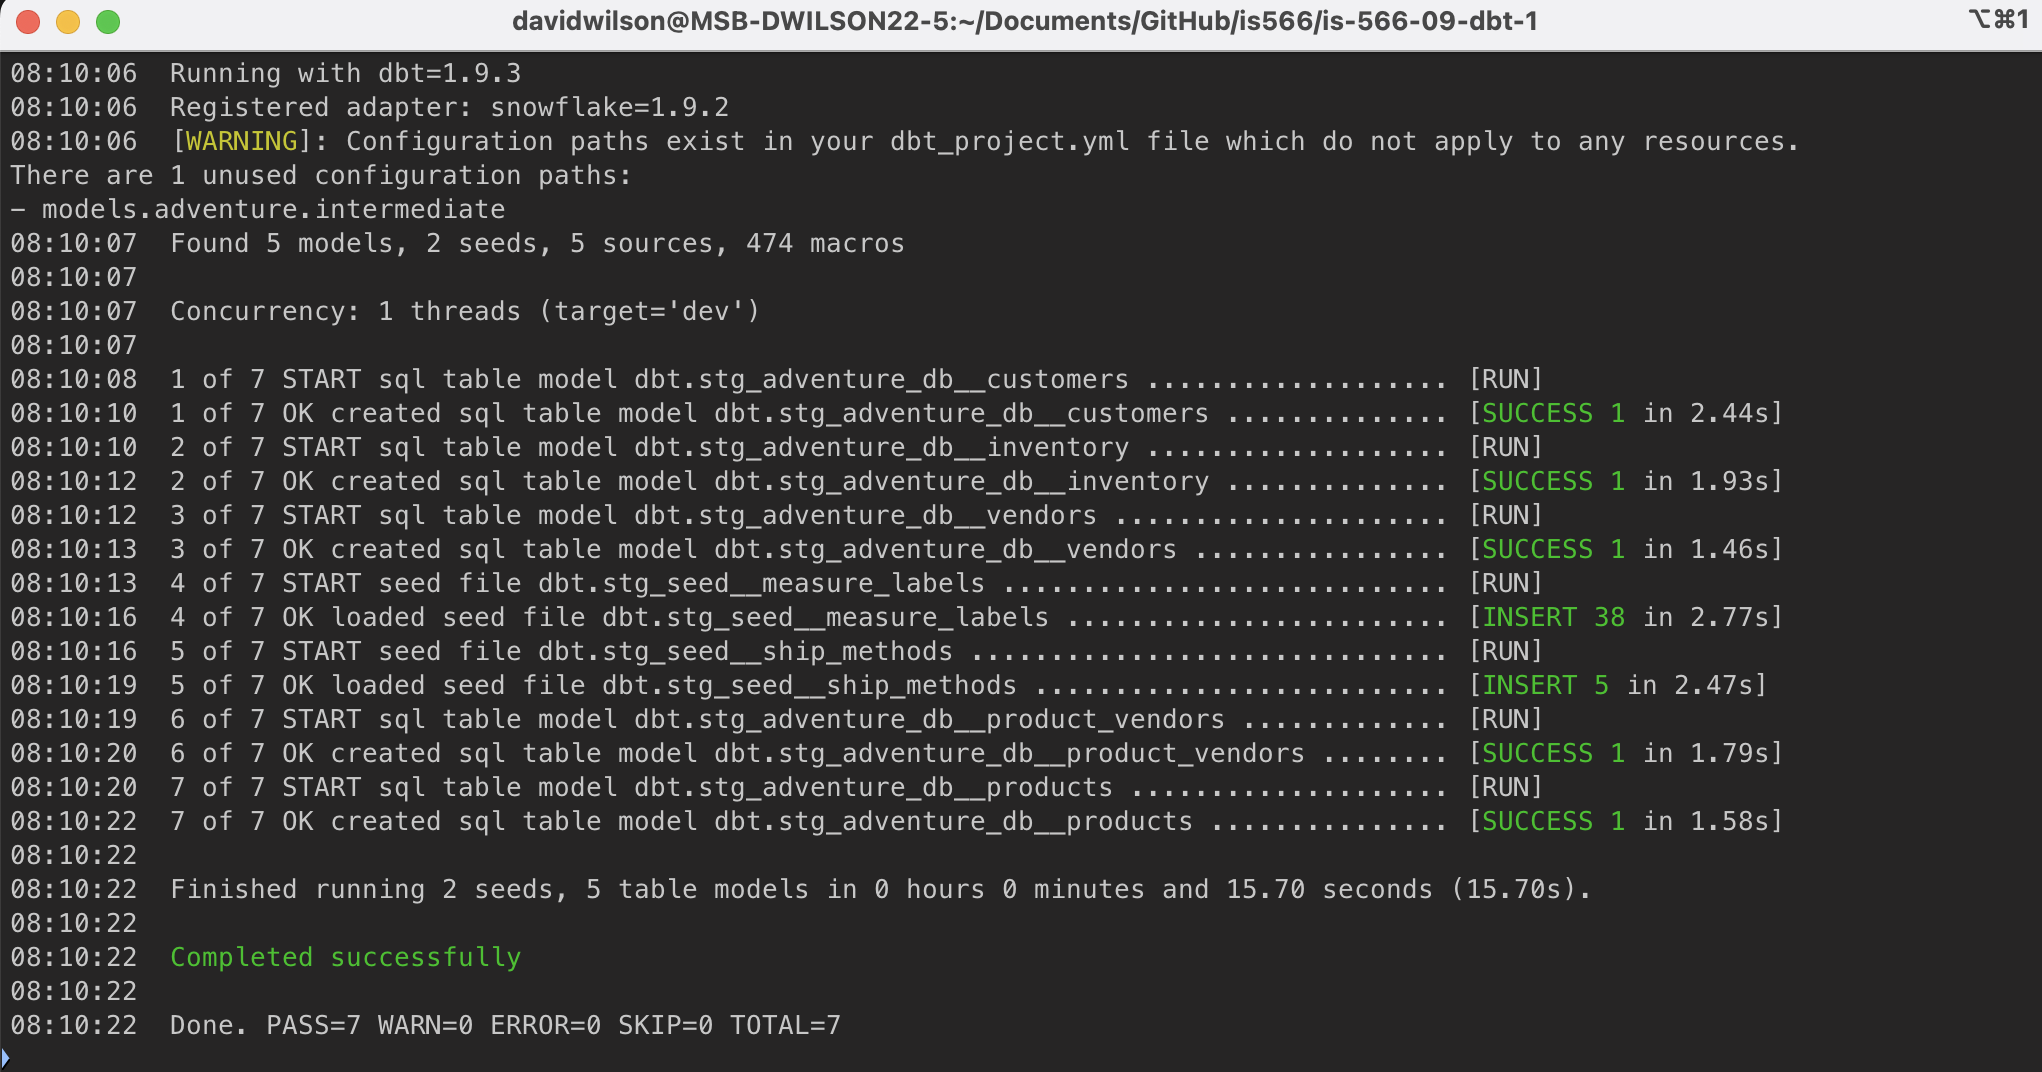 davidwilson@MSB-DWILSON22-5:~/Documents/GitHub/is566/is-566-09-dbt-1 ⌥⌘1
08:10:06  Running with dbt=1.9.3
08:10:06  Registered adapter: snowflake=1.9.2
08:10:06  [WARNING]: Configuration paths exist in your dbt_project.yml file which do not apply to any resources.
There are 1 unused configuration paths:
- models.adventure.intermediate
08:10:07  Found 5 models, 2 seeds, 5 sources, 474 macros
08:10:07
08:10:07  Concurrency: 1 threads (target='dev')
08:10:07
08:10:08  1 of 7 START sql table model dbt.stg_adventure_db__customers ................... [RUN]
08:10:10  1 of 7 OK created sql table model dbt.stg_adventure_db__customers .............. [SUCCESS 1 in 2.44s]
08:10:10  2 of 7 START sql table model dbt.stg_adventure_db__inventory ................... [RUN]
08:10:12  2 of 7 OK created sql table model dbt.stg_adventure_db__inventory .............. [SUCCESS 1 in 1.93s]
08:10:12  3 of 7 START sql table model dbt.stg_adventure_db__vendors ..................... [RUN]
08:10:13  3 of 7 OK created sql table model dbt.stg_adventure_db__vendors ................ [SUCCESS 1 in 1.46s]
08:10:13  4 of 7 START seed file dbt.stg_seed__measure_labels ............................ [RUN]
08:10:16  4 of 7 OK loaded seed file dbt.stg_seed__measure_labels ........................ [INSERT 38 in 2.77s]
08:10:16  5 of 7 START seed file dbt.stg_seed__ship_methods .............................. [RUN]
08:10:19  5 of 7 OK loaded seed file dbt.stg_seed__ship_methods .......................... [INSERT 5 in 2.47s]
08:10:19  6 of 7 START sql table model dbt.stg_adventure_db__product_vendors ............. [RUN]
08:10:20  6 of 7 OK created sql table model dbt.stg_adventure_db__product_vendors ........ [SUCCESS 1 in 1.79s]
08:10:20  7 of 7 START sql table model dbt.stg_adventure_db__products .................... [RUN]
08:10:22  7 of 7 OK created sql table model dbt.stg_adventure_db__products ............... [SUCCESS 1 in 1.58s]
08:10:22
08:10:22  Finished running 2 seeds, 5 table models in 0 hours 0 minutes and 15.70 seconds (15.70s).
08:10:22
08:10:22  Completed successfully
08:10:22
08:10:22  Done. PASS=7 WARN=0 ERROR=0 SKIP=0 TOTAL=7